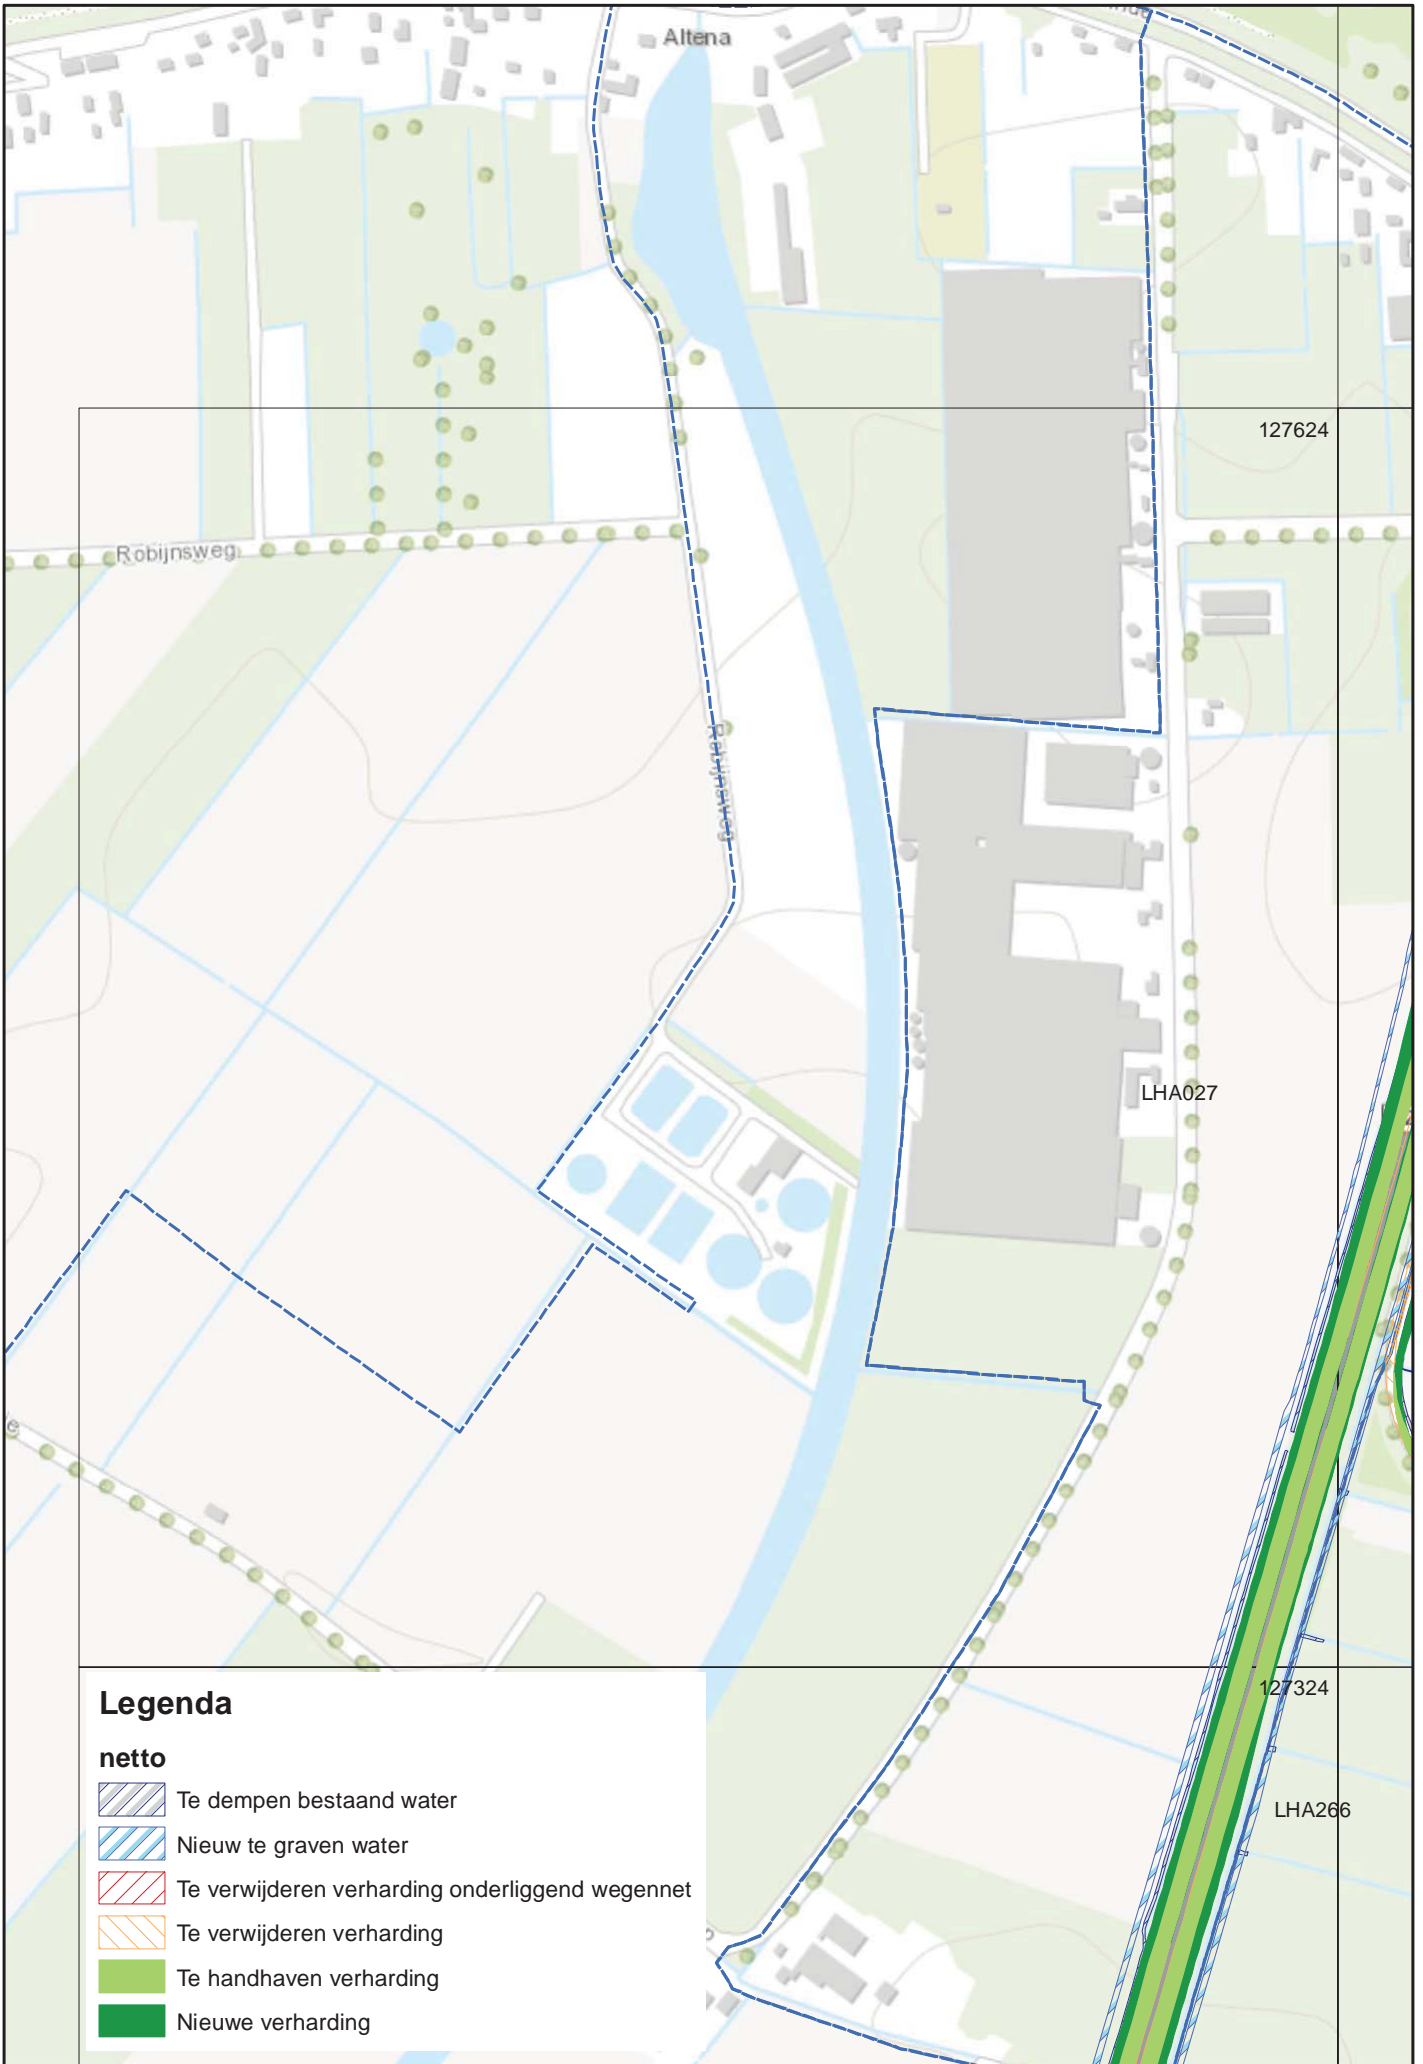 Altena
127624
Robijnsweg
Robijnsweg
LHA027
127324
LHA266
Legenda
netto
Te dempen bestaand water
Nieuw te graven water
Te verwijderen verharding onderliggend wegennet
Te verwijderen verharding
Te handhaven verharding
Nieuwe verharding